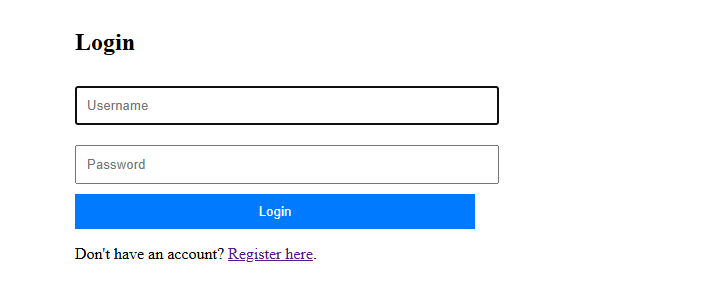 Login
Username
Password
Login
Don't have an account? Register here.